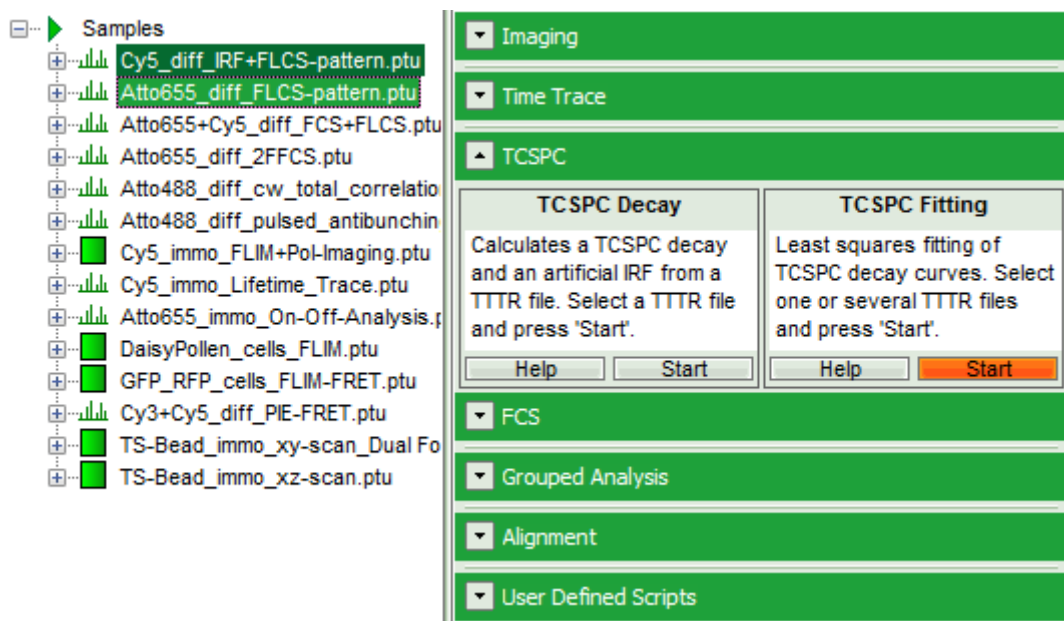 Samples
Cy5_diff_IRF+FLCS-pattern.ptu
Atto655_diff_FLCS-pattern.ptu
Atto655+Cy5_diff_FCS+FLCS.ptu
Atto655_diff_2FFCS.ptu
Atto488_diff_cw_total_correlatio
Atto488_diff_pulsed_antibunchin
Cy5_immo_FLIM+Pol-Imaging.ptu
Cy5_immo_Lifetime_Trace.ptu
Atto655_immo_On-Off-Analysis.p
DaisyPollen_cells_FLIM.ptu
GFP_RFP_cells_FLIM-FRET.ptu
Cy3+Cy5_diff_PIE-FRET.ptu
TS-Bead_immo_xy-scan_Dual Fo
TS-Bead_immo_xz-scan.ptu
Imaging
Time Trace
TCSPC
TCSPC Decay
Calculates a TCSPC decay
and an artificial IRF from a
TTTR file. Select a TTTR file
and press 'Start'.
Help Start
TCSPC Fitting
Least squares fitting of
TCSPC decay curves. Select
one or several TTTR files
and press 'Start'.
Help Start
FCS
Grouped Analysis
Alignment
User Defined Scripts